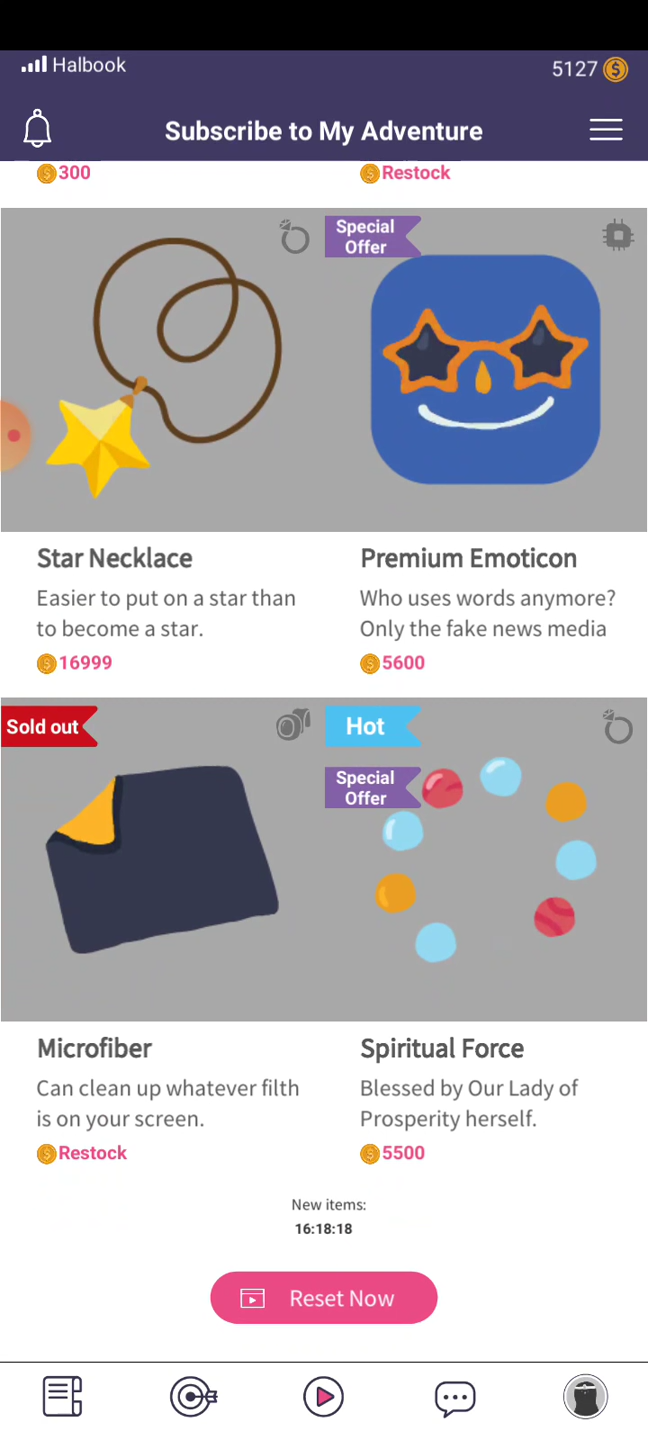 Halbook
5127
Subscribe to My Adventure
300
Restock
Special
Offer
Star Necklace
Easier to put on a star than
to become a star.
16999
Premium Emoticon
Who uses words anymore?
Only the fake news media
5600
Sold out
Hot
Special
Offer
Microfiber
Can clean up whatever filth
is on your screen.
Restock
Spiritual Force
Blessed by Our Lady of
Prosperity herself.
5500
New items:
16:18:18
Reset Now